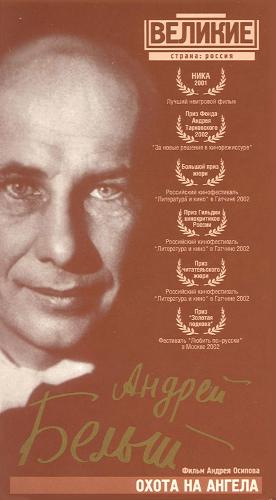 ВЕЛИКИЕ
страна: россия
НИКА
2001
Лучший неигровой фильм
Приз Фонда
Андрея
Тарковского
2002
"За новые решения в кинорежиссуре"
Большой приз
жюри
Российский кинофестиваль
"Литература и кино" в Гатчине 2002
Приз Гильдии
кинокритиков
России
Российский кинофестиваль
"Литература и кино" в Гатчине 2002
Приз
читательского
жюри
Российский кинофестиваль
"Литература и кино" в Гатчине 2002
Приз
"Золотая
подкова"
Фестиваль "Любить по-русски"
в Москве 2002
Андрей
Белый
Фильм Андрея Осипова
ОХОТА НА АНГЕЛА